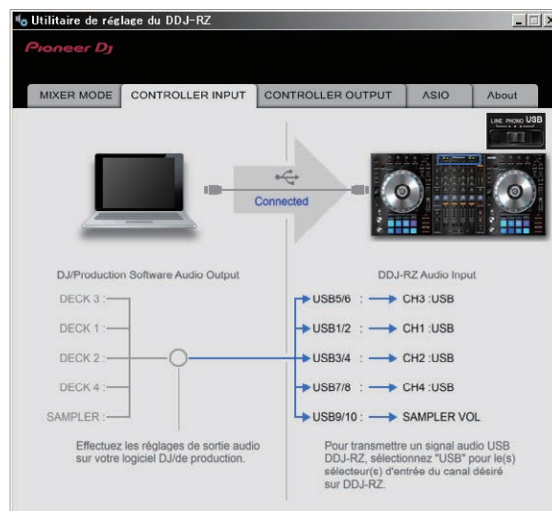 Utilitaire de réglage du DDJ-RZ
Pioneer Dj
MIXER MODE
CONTROLLER INPUT
CONTROLLER OUTPUT
ASIO
About
LINE PHONO USB
Connected
DJ/Production Software Audio Output
DDJ-RZ Audio Input
DECK 3 :
DECK 1 :
DECK 2 :
DECK 4 :
SAMPLER :
USB5/6 : CH3 :USB
USB1/2 : CH1 :USB
USB3/4 : CH2 :USB
USB7/8 : CH4 :USB
USB9/10 : SAMPLER VOL
Effectuez les réglages de sortie audio
sur votre logiciel DJ/de production.
Pour transmettre un signal audio USB
DDJ-RZ, sélectionnez "USB" pour le(s)
sélecteur(s) d'entrée du canal désiré
sur DDJ-RZ.